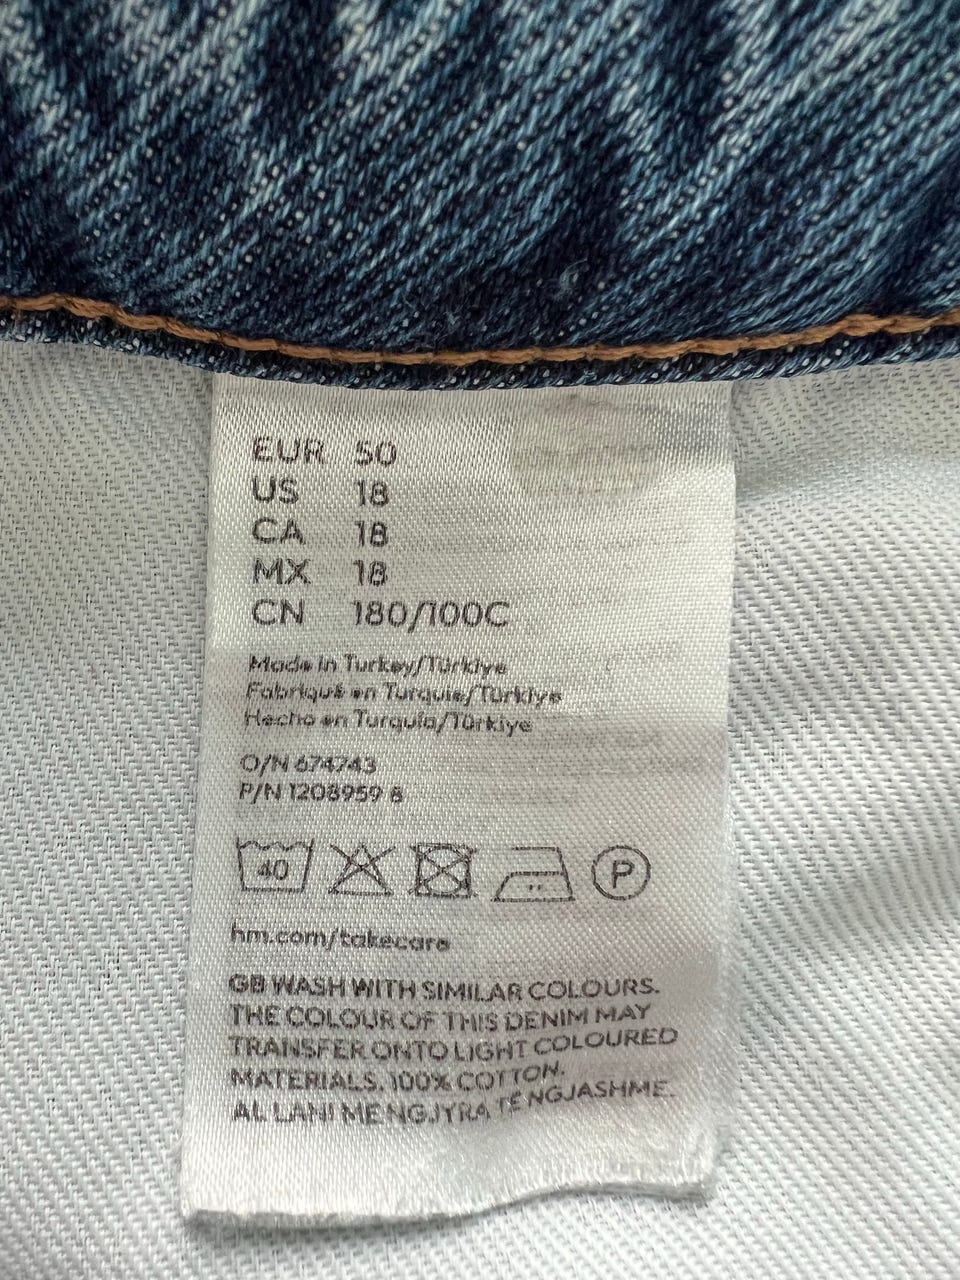 EUR 50
US 18
CA 18
MX 18
CN 180/100C
Made in Turkey/Türkiye
Fabriqué en Turquie/Türkiye
Hecho en Turquía/Türkiye
O/N 674743
P/N 1208959 8
40 P
hm.com/takecare
GB WASH WITH SIMILAR COLOURS.
THE COLOUR OF THIS DENIM MAY
TRANSFER ONTO LIGHT COLOURED
MATERIALS. 100% COTTON.
AL LANI ME NGJYRA TË NGJASHME.